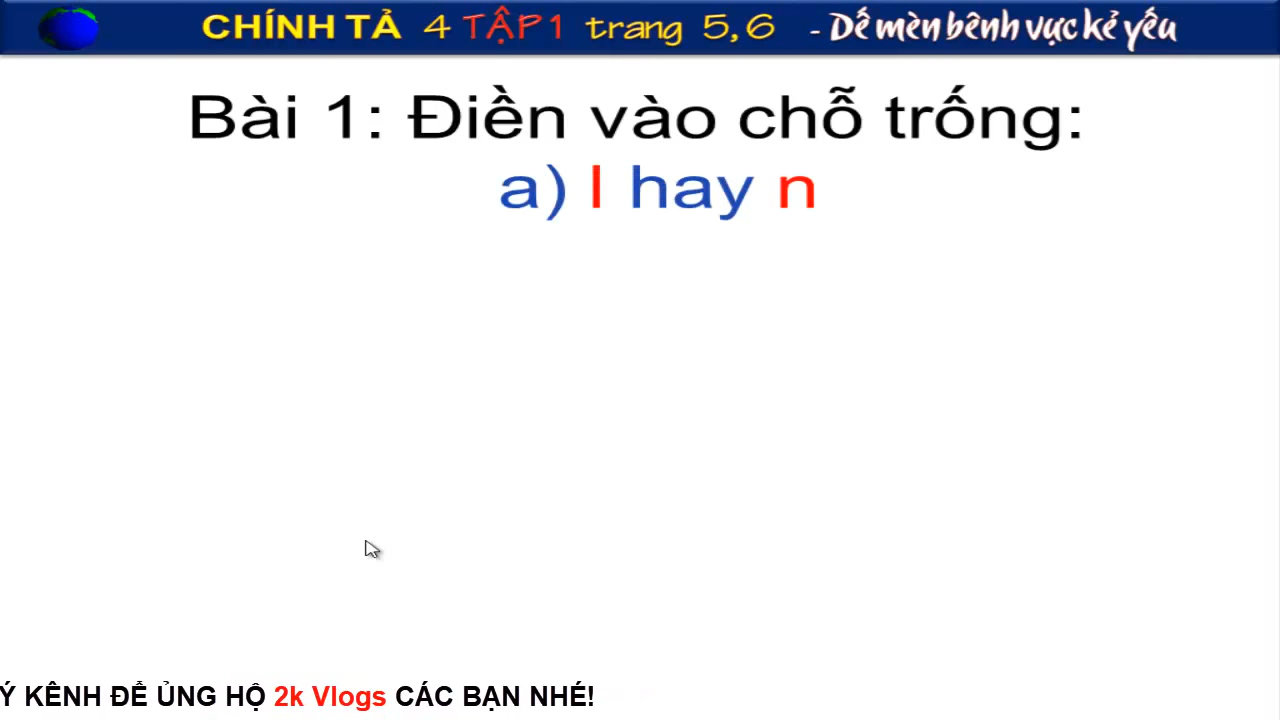 CHÍNH TẢ 4 TẬP 1 trang 5,6 - Dế mèn bênh vực kẻ yếu
Bài 1: Điền vào chỗ trống:
a) l hay n
Ý KÊNH ĐỂ ỦNG HỘ 2k Vlogs CÁC BẠN NHÉ!